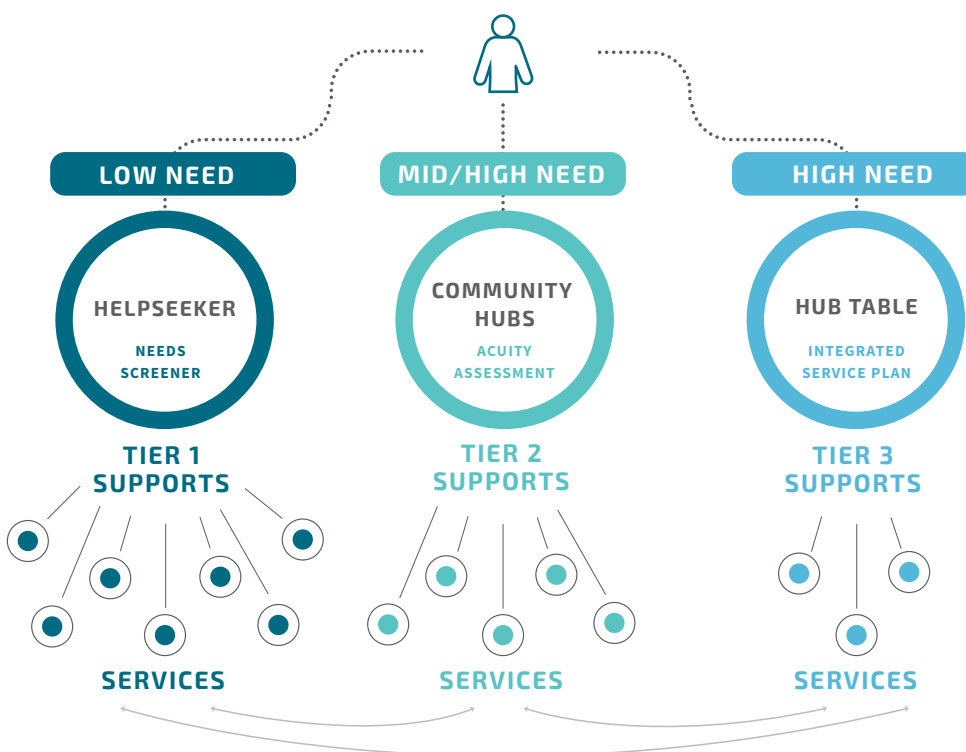 LOW NEED
MID/HIGH NEED
HIGH NEED
HELPSEEKER
NEEDS
SCREENER
COMMUNITY
HUBS
ACUITY
ASSESSMENT
HUB TABLE
INTEGRATED
SERVICE PLAN
TIER 1
SUPPORTS
TIER 2
SUPPORTS
TIER 3
SUPPORTS
SERVICES
SERVICES
SERVICES